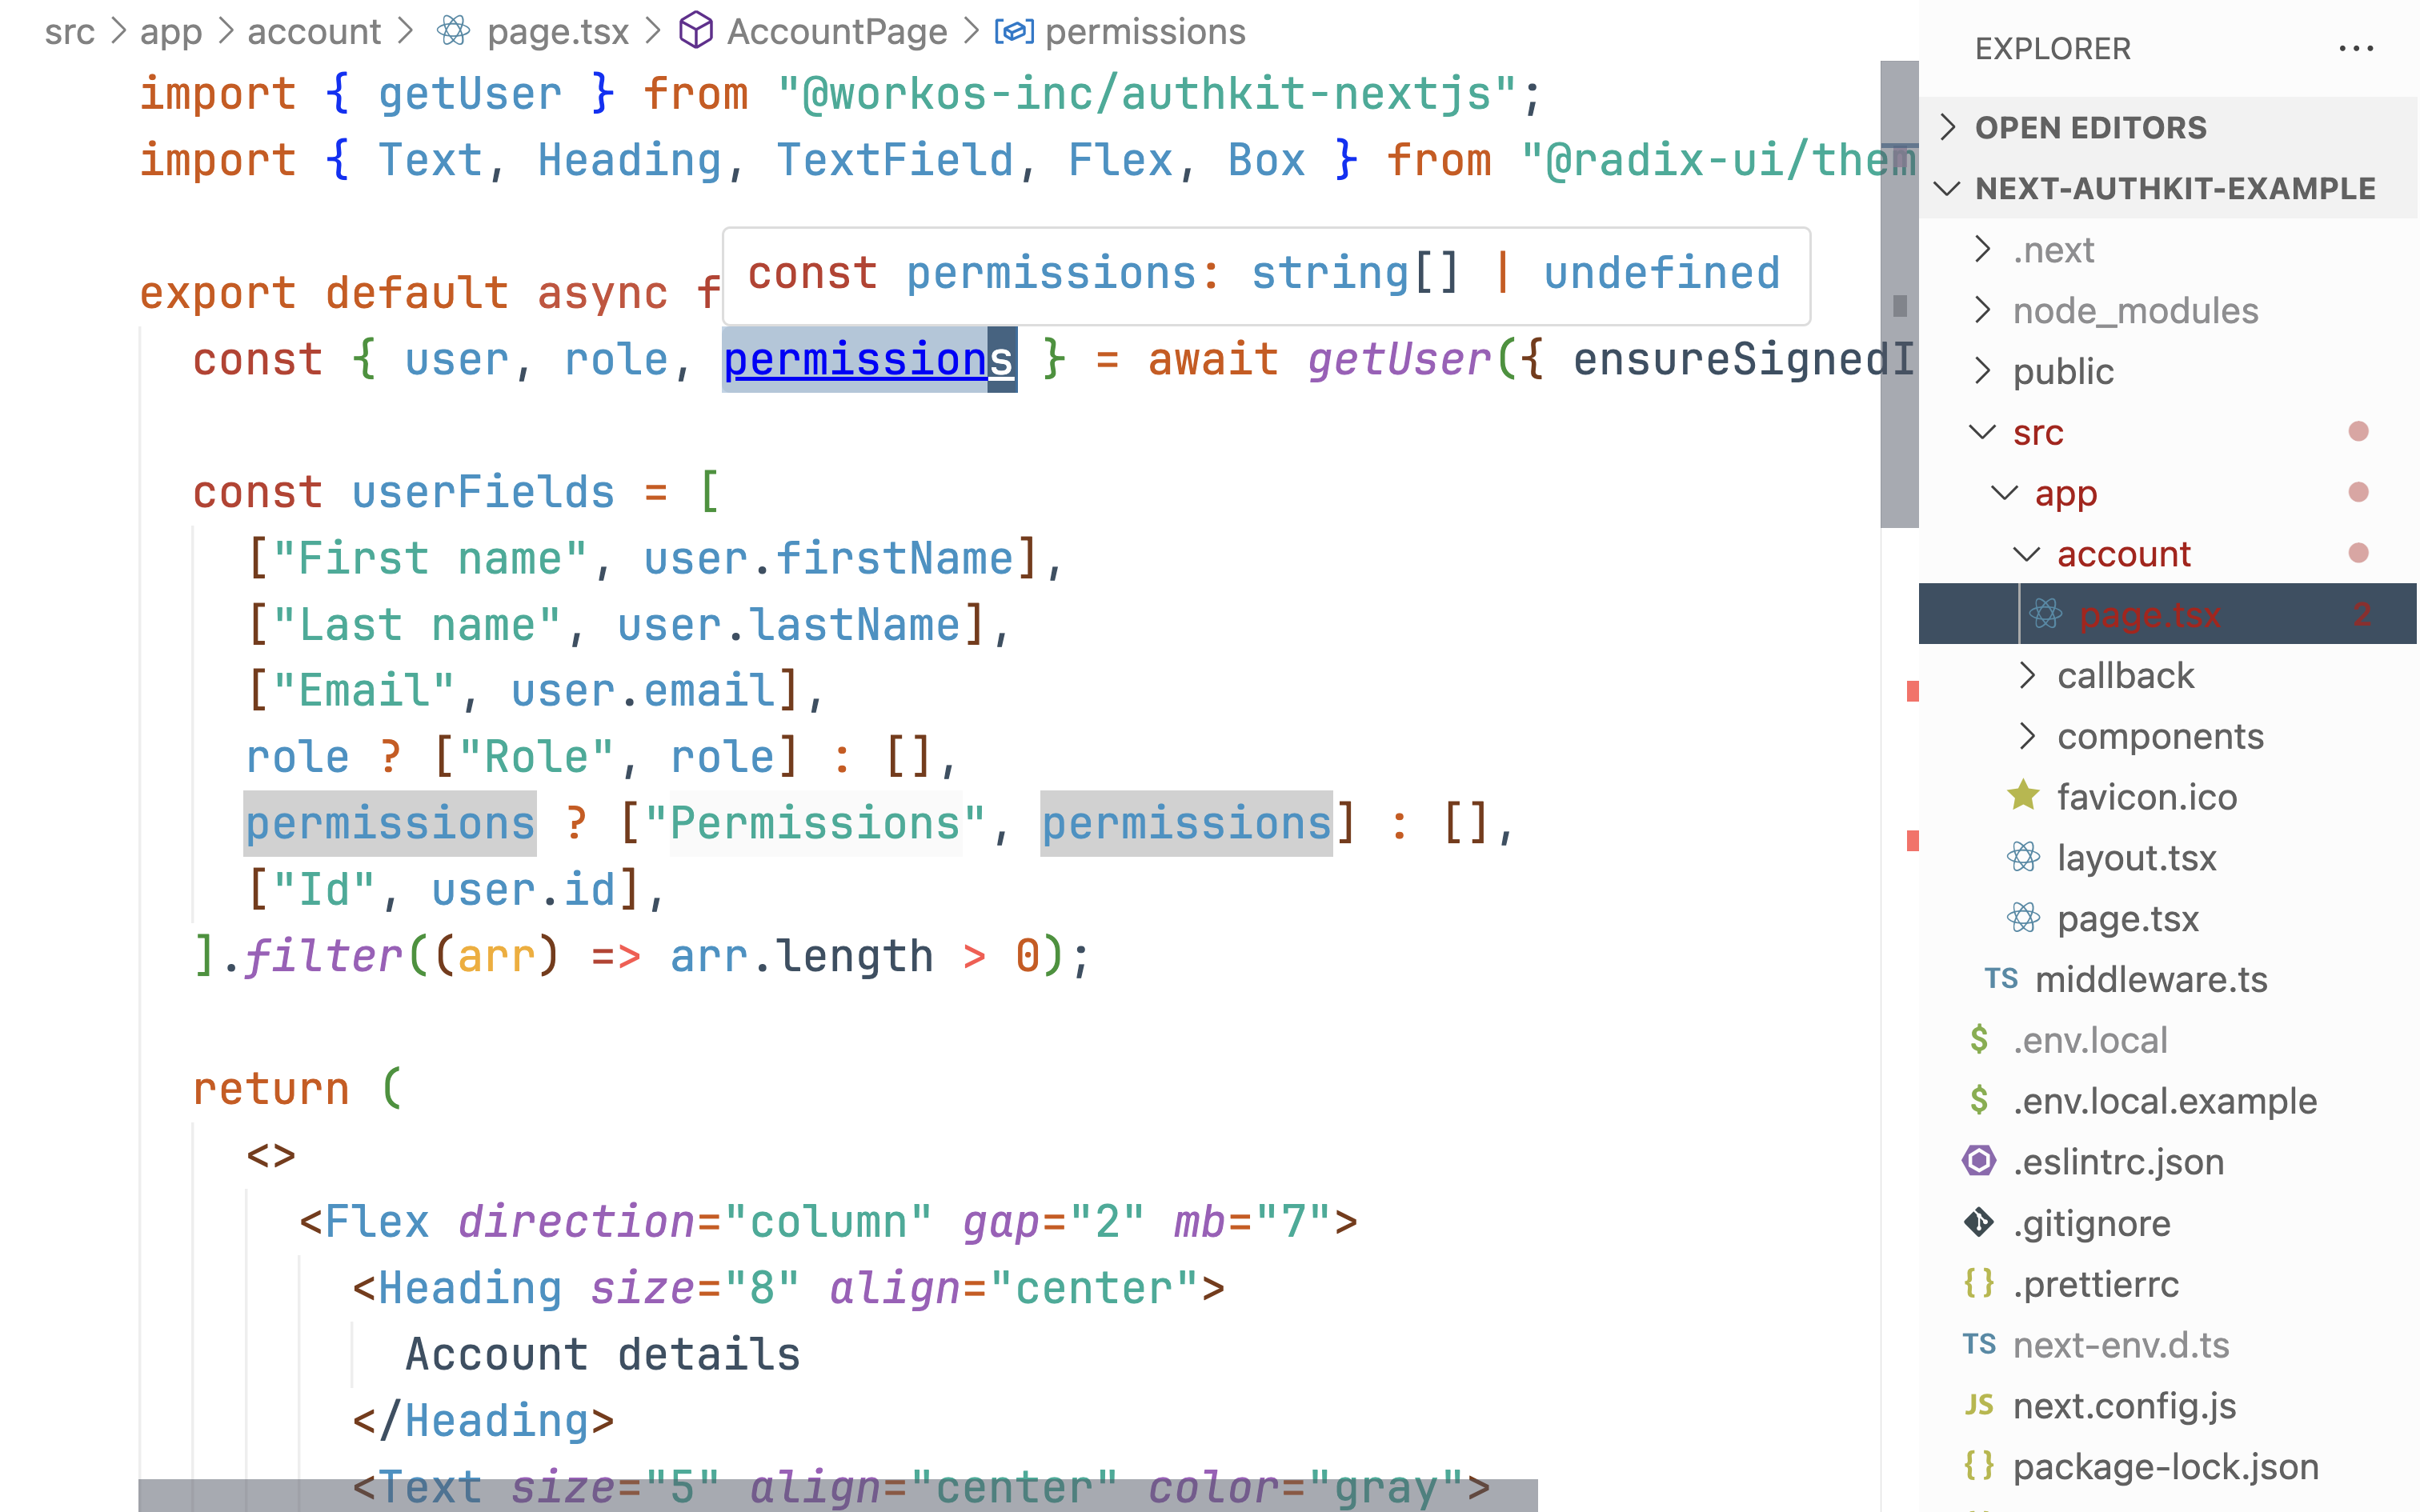 src > app > account > page.tsx > AccountPage > permissions
import { getUser } from "@workos-inc/authkit-nextjs";
import { Text, Heading, TextField, Flex, Box } from "@radix-ui/them
const permissions: string[] | undefined
export default async f
const { user, role, permissions } = await getUser({ ensureSignedI
const userFields = [
["First name", user.firstName],
["Last name", user.lastName],
["Email", user.email],
role ? ["Role", role] : [],
permissions ? ["Permissions", permissions] : [],
["Id", user.id],
].filter((arr) => arr.length > 0);
return (
<>
<Flex direction="column" gap="2" mb="7">
<Heading size="8" align="center">
Account details
</Heading>
<Text size="5" align="center" color="gray">
EXPLORER
OPEN EDITORS
NEXT-AUTHKIT-EXAMPLE
.next
node_modules
public
src
app
account
page.tsx 2
callback
components
favicon.ico
layout.tsx
page.tsx
TS middleware.ts
$ .env.local
$ .env.local.example
.eslintrc.json
.gitignore
{} .prettierrc
TS next-env.d.ts
JS next.config.js
{} package-lock.json